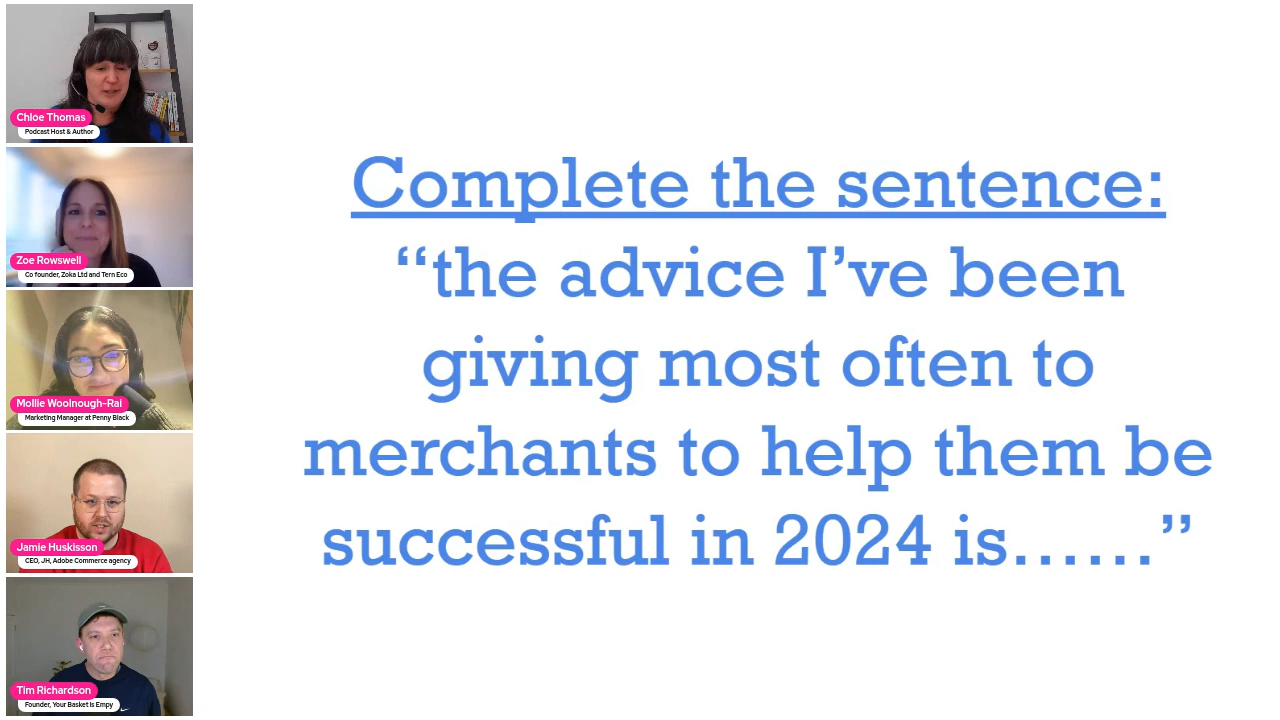 Chloe Thomas
Podcast Host & Author
Zoe Rowswell
Co founder, Zoka Ltd and Tern Eco
Mollie Woolnough-Rai
Marketing Manager at Penny Black
Jamie Huskisson
CEO, JH, Adobe Commerce agency
Tim Richardson
Founder, Your Basket Is Empy
Complete the sentence:
“the advice I’ve been
giving most often to
merchants to help them be
successful in 2024 is……”